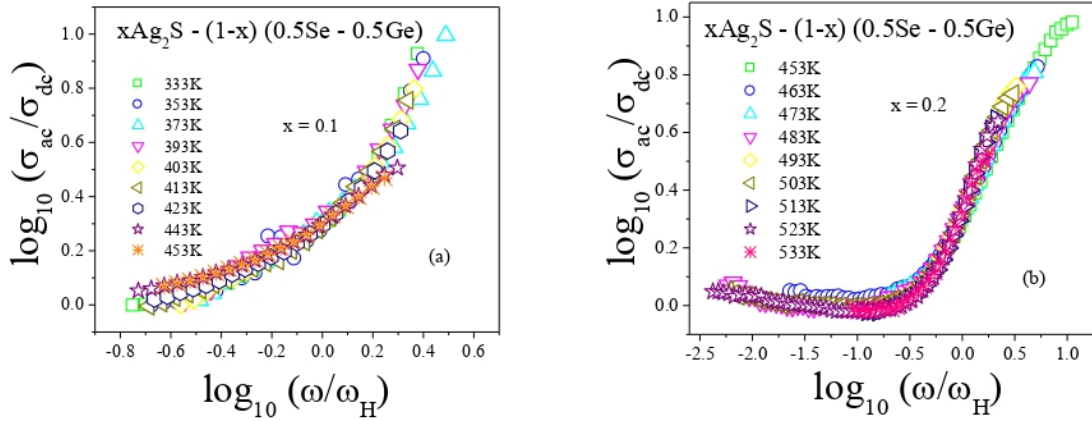 xAg₂S - (1-x) (0.5Se - 0.5Ge)
333K
353K
373K
393K
403K
413K
423K
443K
453K
x = 0.1
(a)
log₁₀ (σac/σdc)
1.0
0.8
0.6
0.4
0.2
0.0
-0.8 -0.6 -0.4 -0.2 0.0 0.2 0.4 0.6
log₁₀ (ω/ωH)
xAg₂S - (1-x) (0.5Se - 0.5Ge)
453K
463K
473K
483K
493K
503K
513K
523K
533K
x = 0.2
(b)
log₁₀ (σac/σdc)
1.0
0.8
0.6
0.4
0.2
0.0
-2.5 -2.0 -1.5 -1.0 -0.5 0.0 0.5 1.0
log₁₀ (ω/ωH)